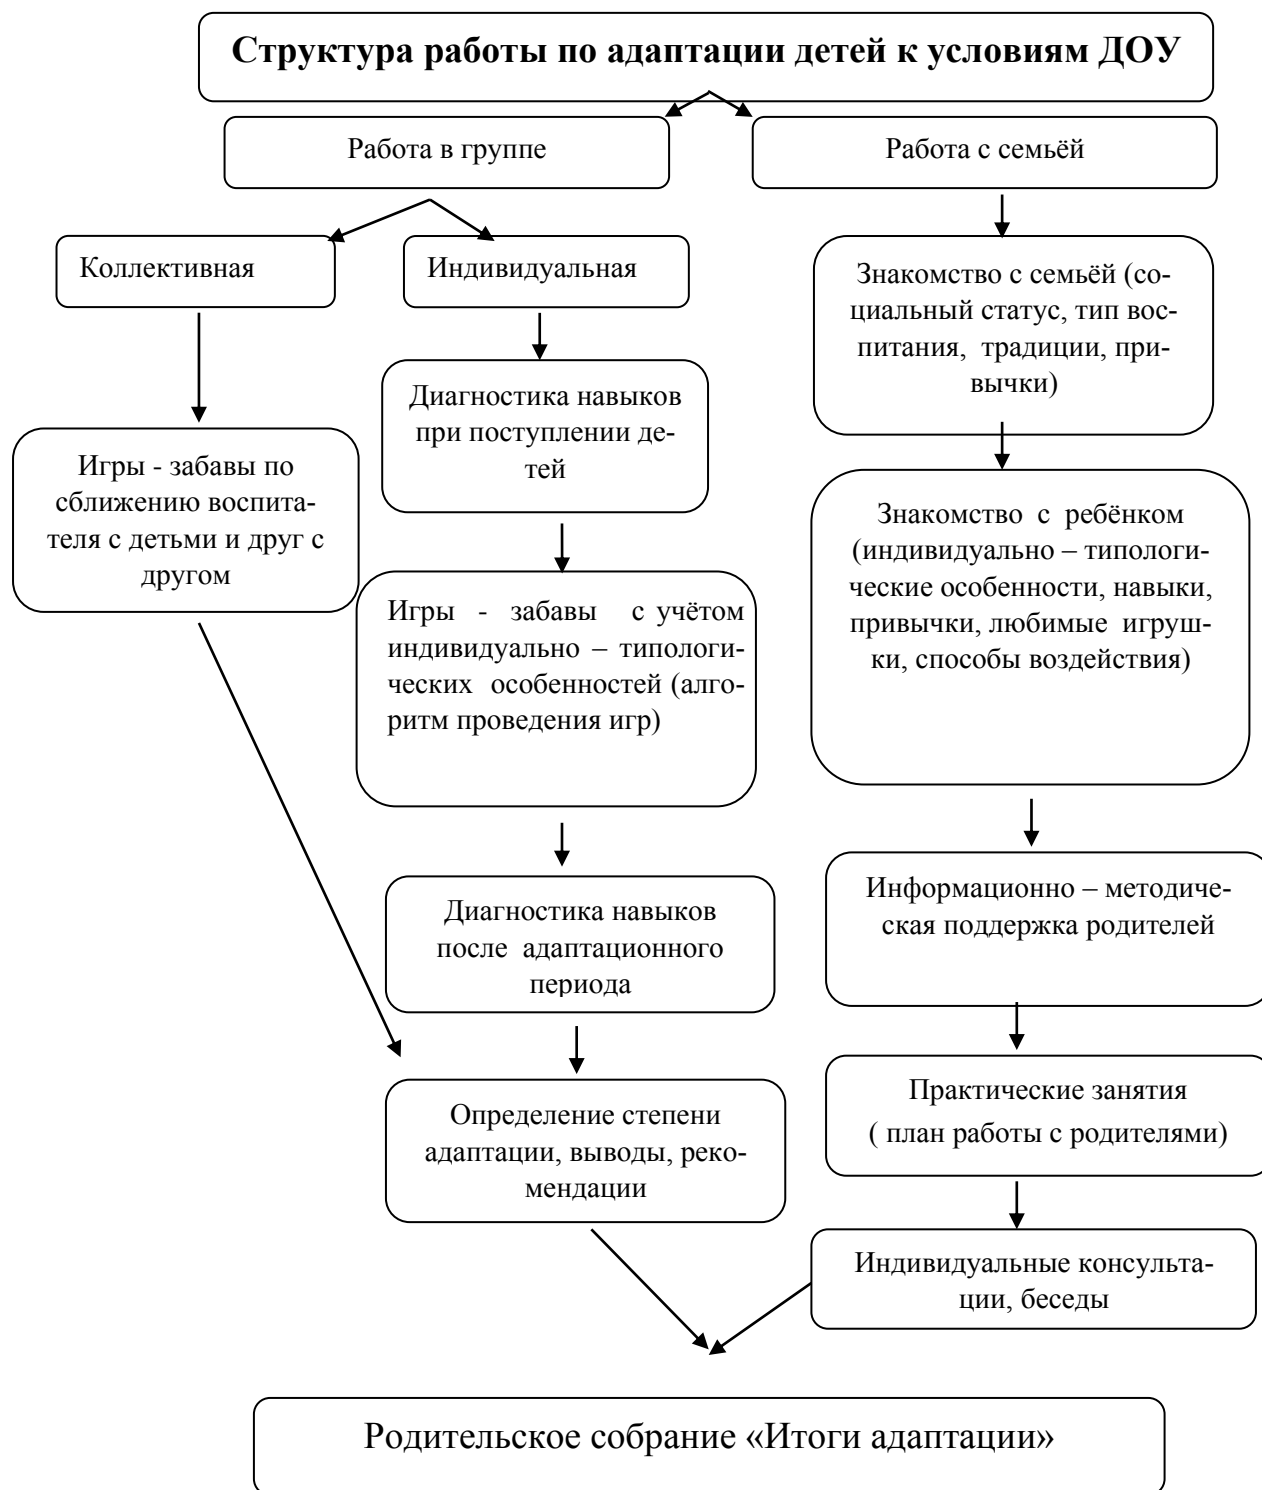 Структура работы по адаптации детей к условиям ДОУ
Работа в группе
Работа с семьёй
Коллективная
Индивидуальная
Знакомство с семьёй (со-
циальный статус, тип вос-
питания, традиции, при-
вычки)
Диагностика навыков
при поступлении де-
тей
Игры - забавы по
сближению воспита-
теля с детьми и друг с
другом
Знакомство с ребёнком
(индивидуально – типологи-
ческие особенности, навыки,
привычки, любимые игруш-
ки, способы воздействия)
Игры - забавы с учётом
индивидуально – типологи-
ческих особенностей (алго-
ритм проведения игр)
Информационно – методиче-
ская поддержка родителей
Диагностика навыков
после адаптационного
периода
Практические занятия
( план работы с родителями)
Определение степени
адаптации, выводы, реко-
мендации
Индивидуальные консульта-
ции, беседы
Родительское собрание «Итоги адаптации»